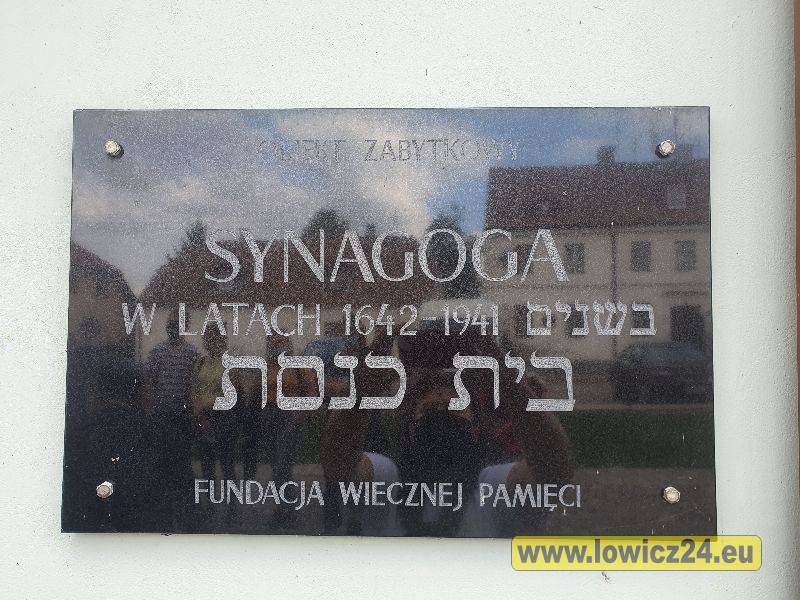 OBIEKT ZABYTKOWY
SYNAGOGA
W LATACH 1642-1941 בשנים
בית כנסת
FUNDACJA WIECZNEJ PAMIĘCI
www.lowicz24.eu